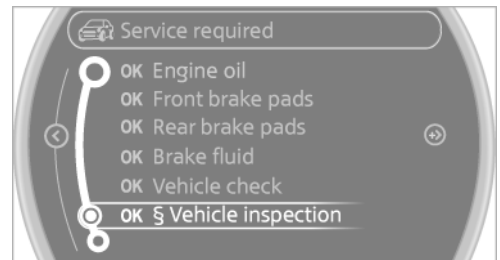 Service required
OK Engine oil
OK Front brake pads
OK Rear brake pads
OK Brake fluid
OK Vehicle check
OK § Vehicle inspection